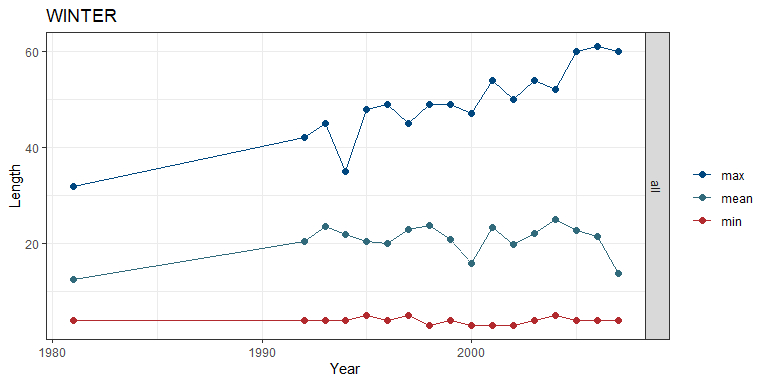 WINTER
60
40
20
Length
1980
1990
2000
Year
all
max
mean
min